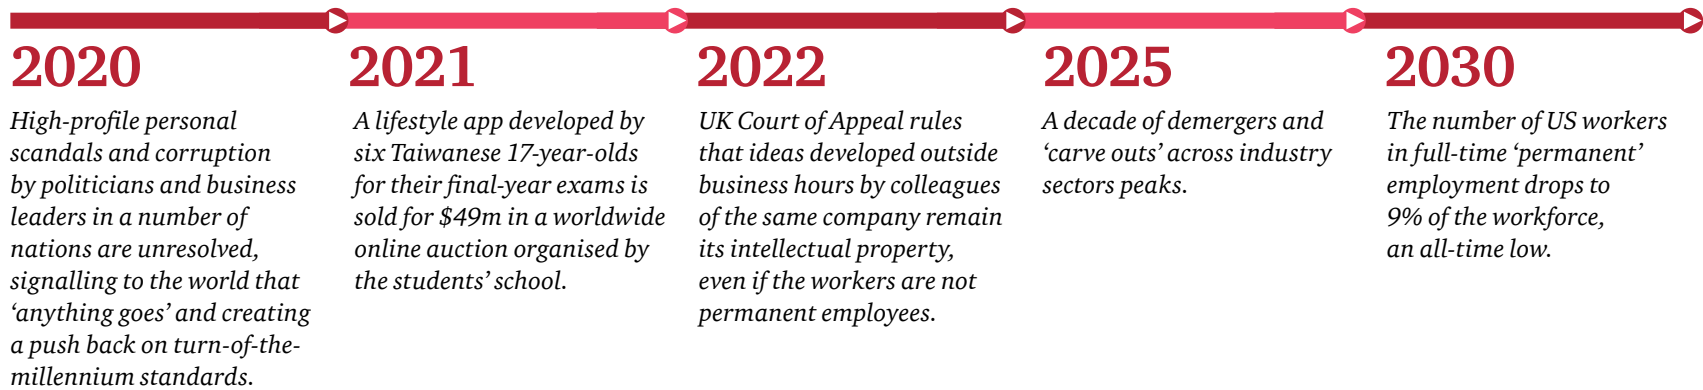 2020
High-profile personal
scandals and corruption
by politicians and business
leaders in a number of
nations are unresolved,
signalling to the world that
‘anything goes’ and creating
a push back on turn-of-the-
millennium standards.
2021
A lifestyle app developed by
six Taiwanese 17-year-olds
for their final-year exams is
sold for $49m in a worldwide
online auction organised by
the students’ school.
2022
UK Court of Appeal rules
that ideas developed outside
business hours by colleagues
of the same company remain
its intellectual property,
even if the workers are not
permanent employees.
2025
A decade of demergers and
‘carve outs’ across industry
sectors peaks.
2030
The number of US workers
in full-time ‘permanent’
employment drops to
9% of the workforce,
an all-time low.